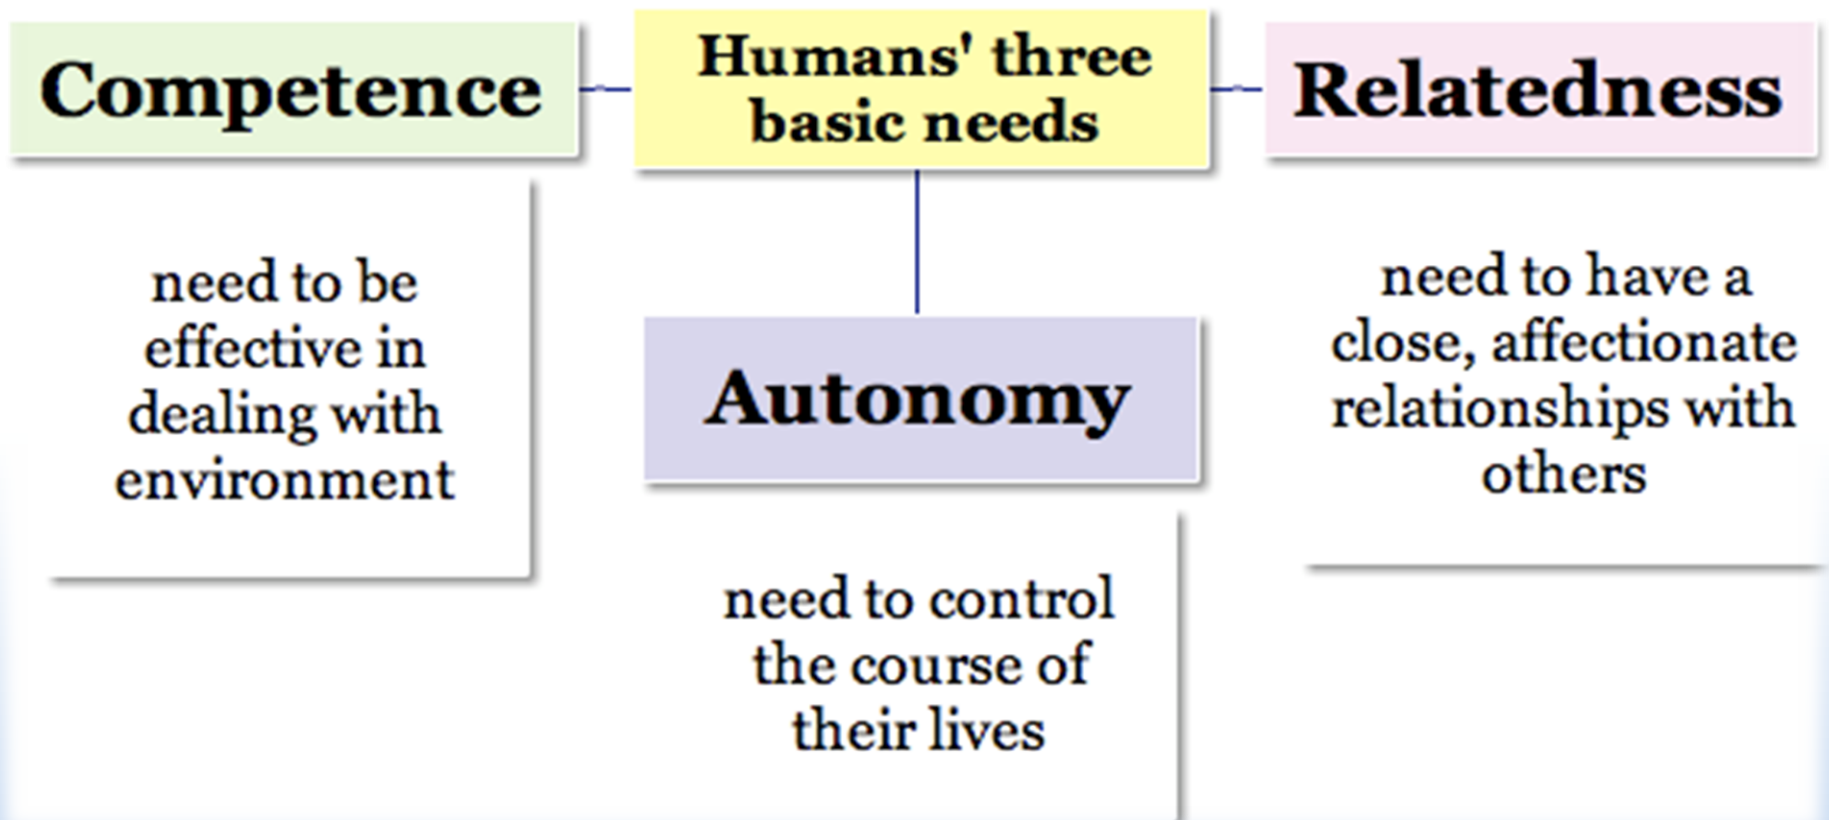 Competence
need to be
effective in
dealing with
environment
Humans' three
basic needs
Autonomy
need to control
the course of
their lives
Relatedness
need to have a
close, affectionate
relationships with
others